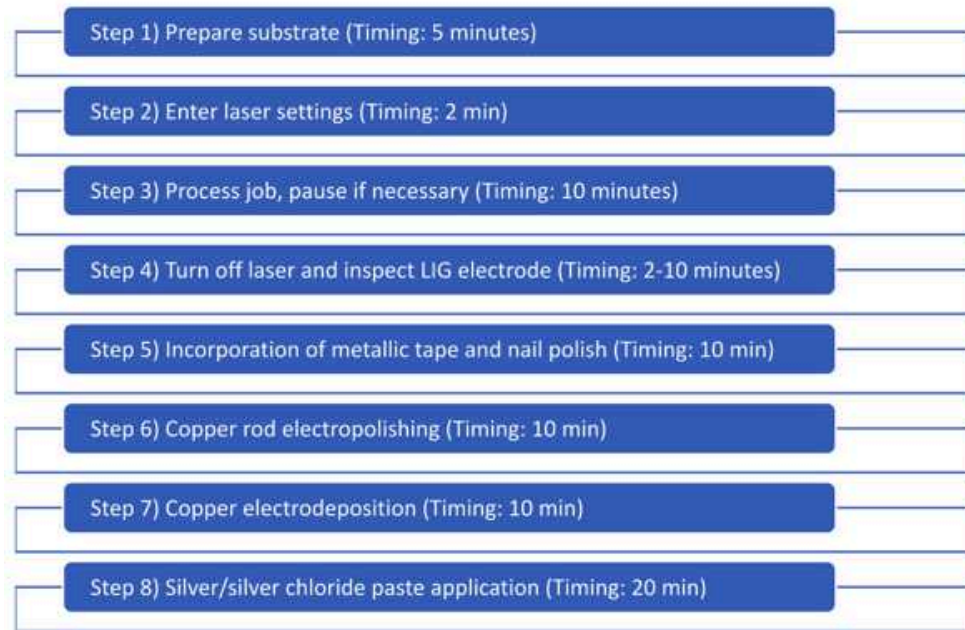 Step 1) Prepare substrate (Timing: 5 minutes)
Step 2) Enter laser settings (Timing: 2 min)
Step 3) Process job, pause if necessary (Timing: 10 minutes)
Step 4) Turn off laser and inspect LIG electrode (Timing: 2-10 minutes)
Step 5) Incorporation of metallic tape and nail polish (Timing: 10 min)
Step 6) Copper rod electropolishing (Timing: 10 min)
Step 7) Copper electrodeposition (Timing: 10 min)
Step 8) Silver/silver chloride paste application (Timing: 20 min)